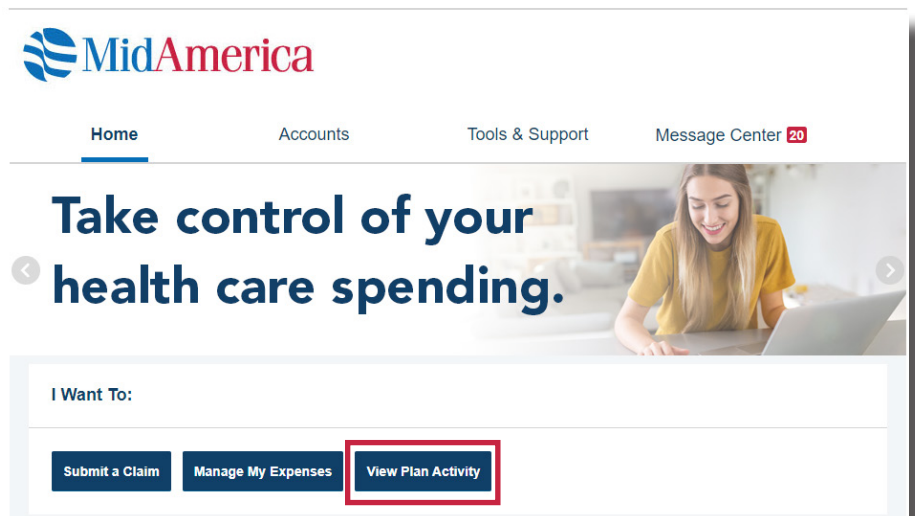 MidAmerica
Home Accounts Tools & Support Message Center 20
Take control of your
health care spending.
I Want To:
Submit a Claim Manage My Expenses View Plan Activity